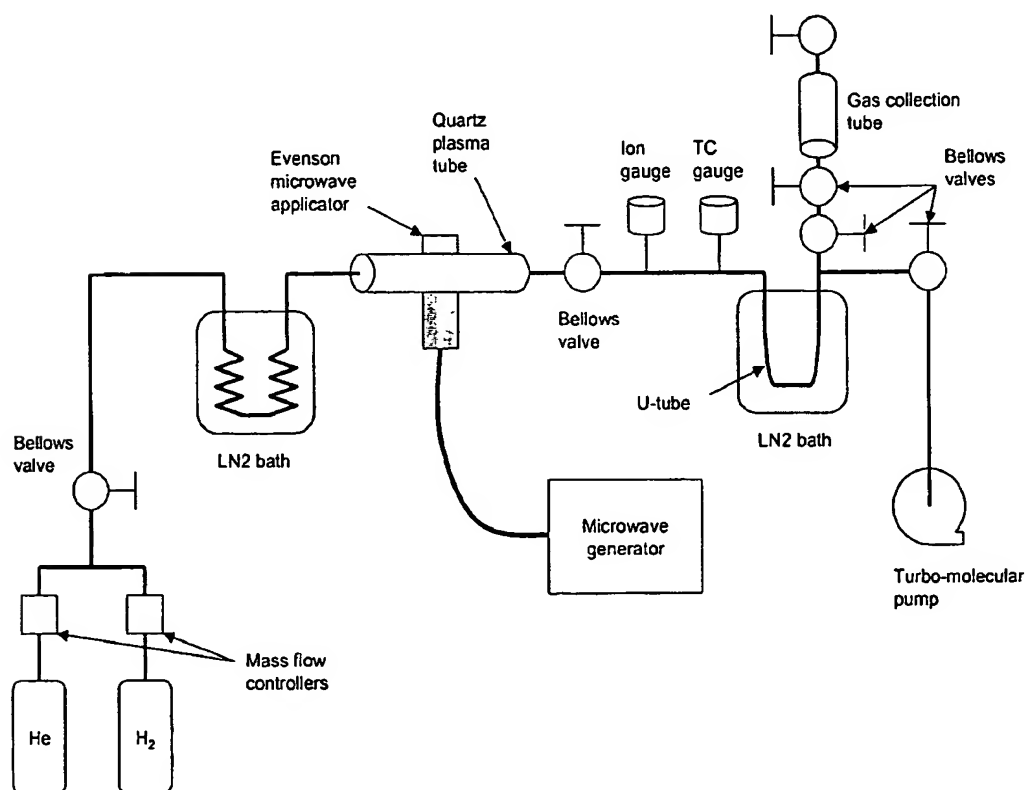 Gas collection
tube
Quartz
plasma
tube
Evenson
microwave
applicator
Ion
gauge
TC
gauge
Bellows
valves
Bellows
valve
U-tube
LN2 bath
LN2 bath
Bellows
valve
Microwave
generator
Turbo-molecular
pump
Mass flow
controllers
He
H₂